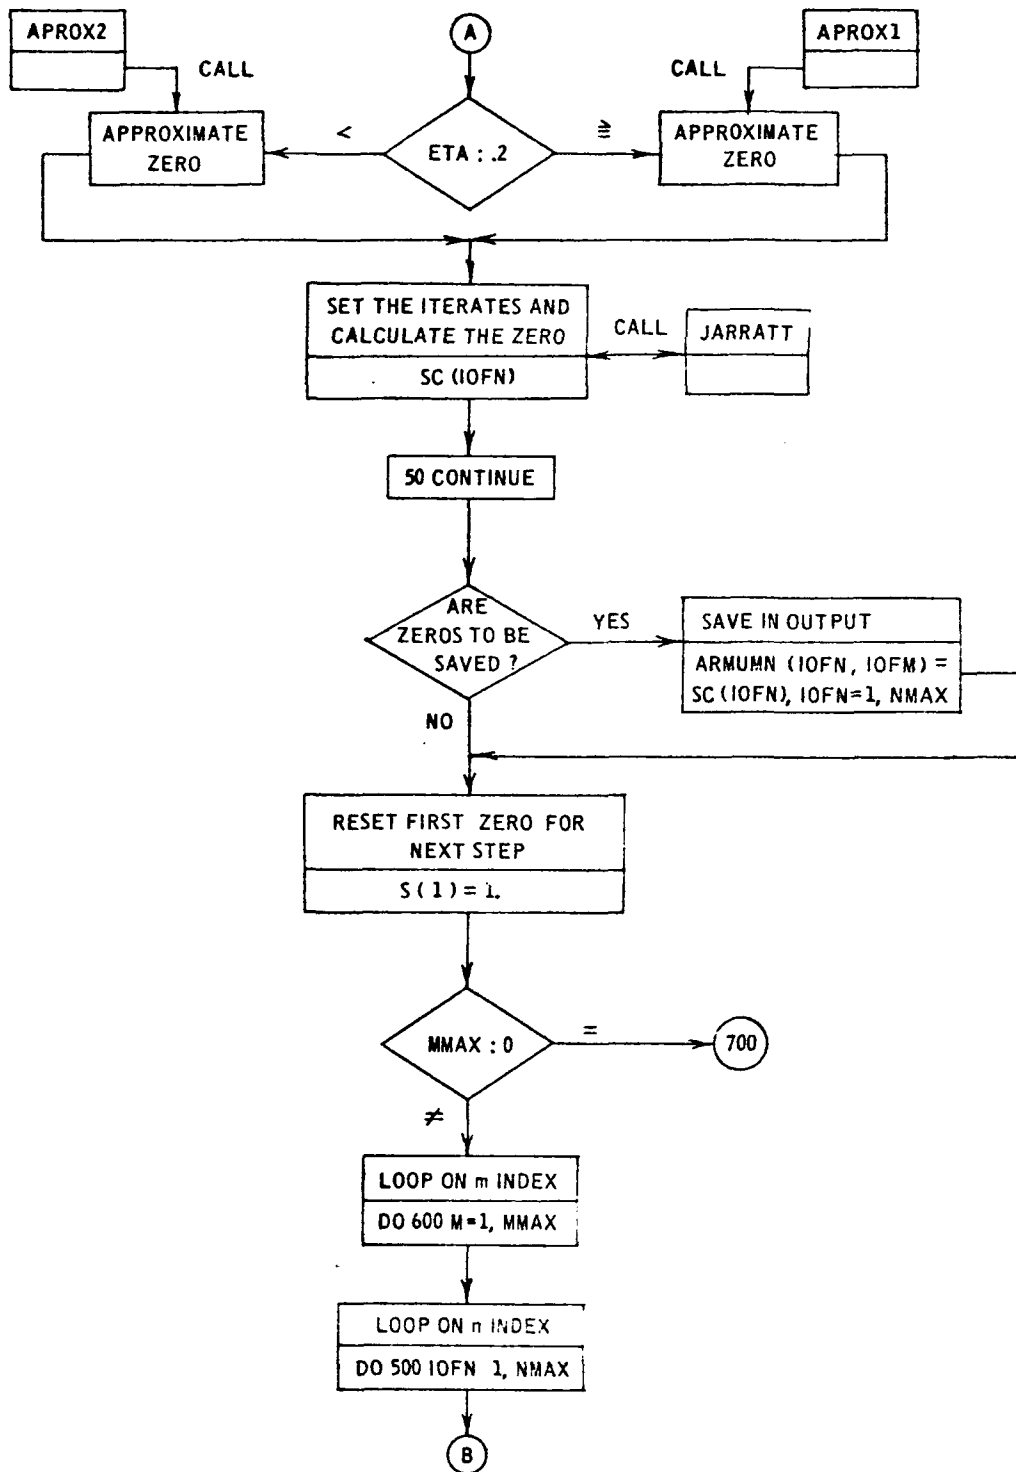 APROX2
A
APROX1
CALL
CALL
APPROXIMATE
ZERO
<
ETA : .2
≧
APPROXIMATE
ZERO
SET THE ITERATES AND
CALCULATE THE ZERO
SC (IOFN)
CALL
JARRATT
50 CONTINUE
ARE
ZEROS TO BE
SAVED ?
YES
SAVE IN OUTPUT
ARMUMN (IOFN, IOFM) =
SC (IOFN), IOFN=1, NMAX
NO
RESET FIRST ZERO FOR
NEXT STEP
S ( 1 ) = 1.
MMAX : 0
=
700
≠
LOOP ON m INDEX
DO 600 M=1, MMAX
LOOP ON n INDEX
DO 500 IOFN 1, NMAX
B